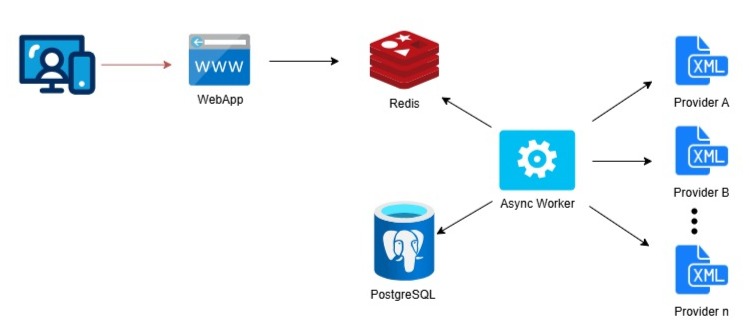 WWW
WebApp
Redis
XML
Provider A
XML
Provider B
Async Worker
PostgreSQL
XML
Provider n